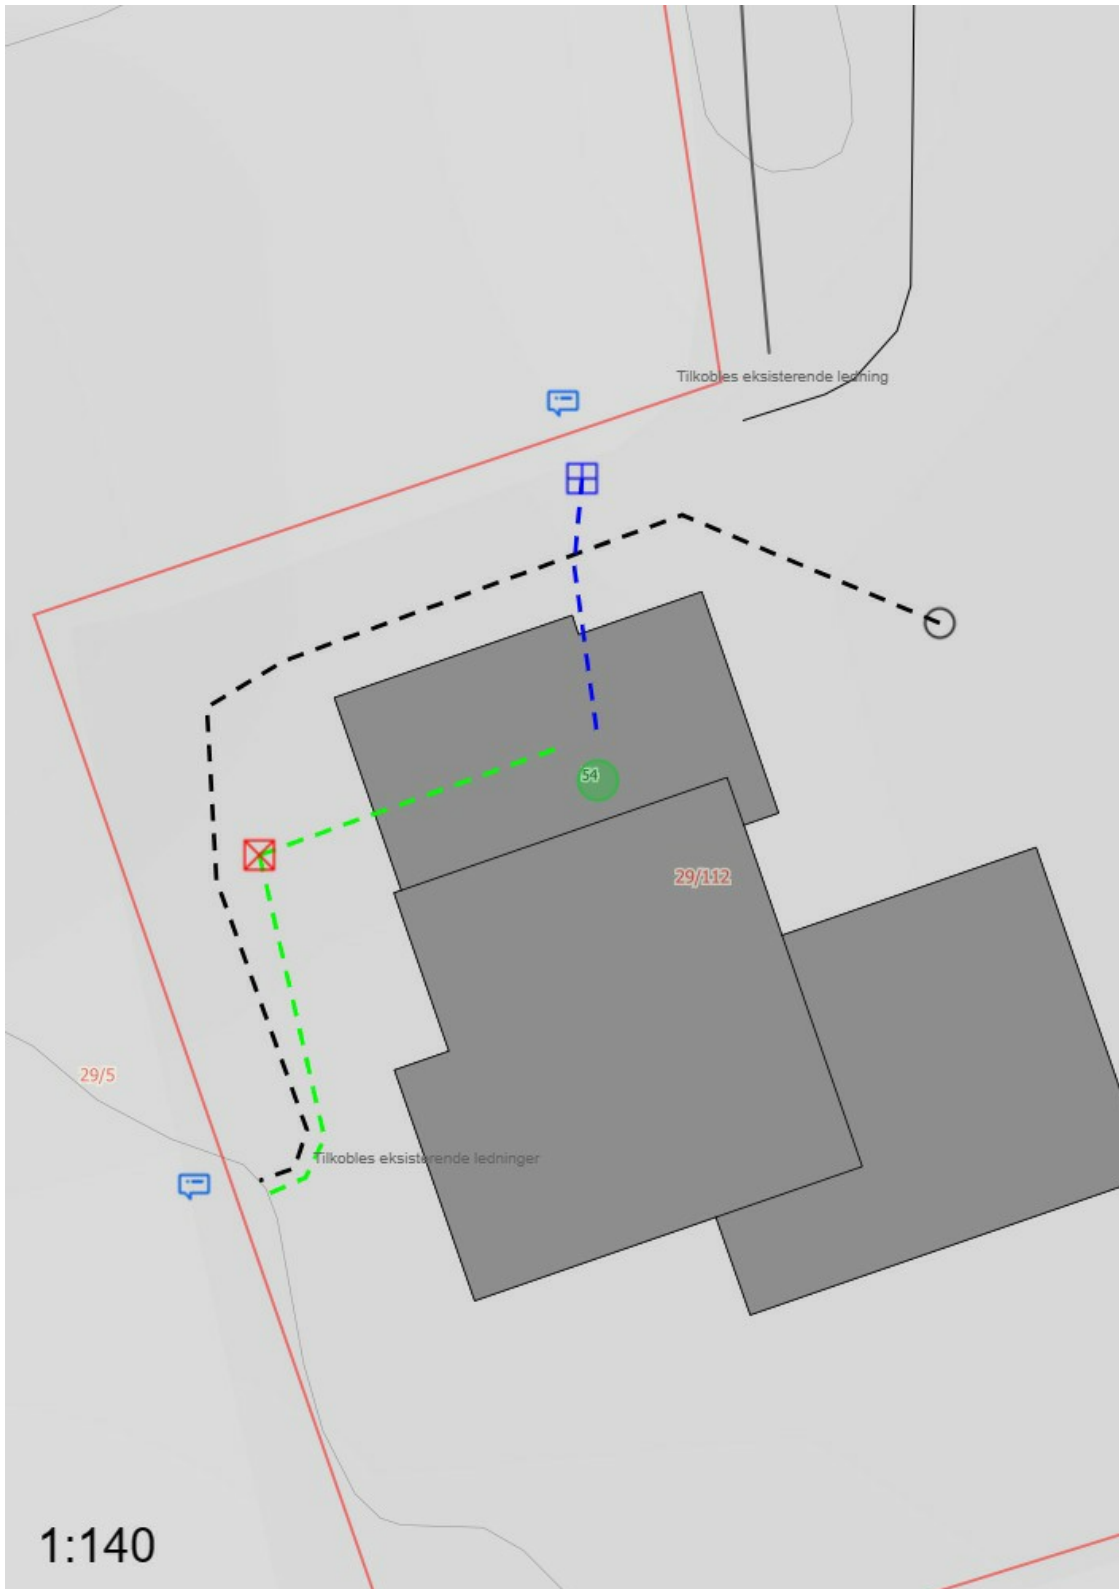 Tilkobles eksisterende ledning
54
29/112
29/5
Tilkobles eksisterende ledninger
1:140